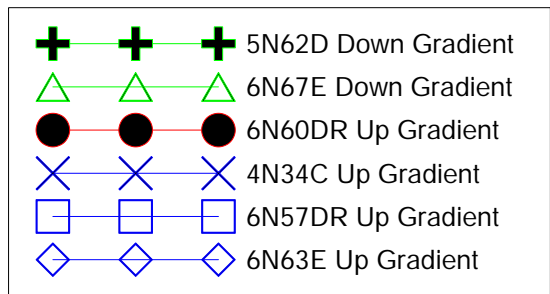 5N62D Down Gradient
6N67E Down Gradient
6N60DR Up Gradient
4N34C Up Gradient
6N57DR Up Gradient
6N63E Up Gradient